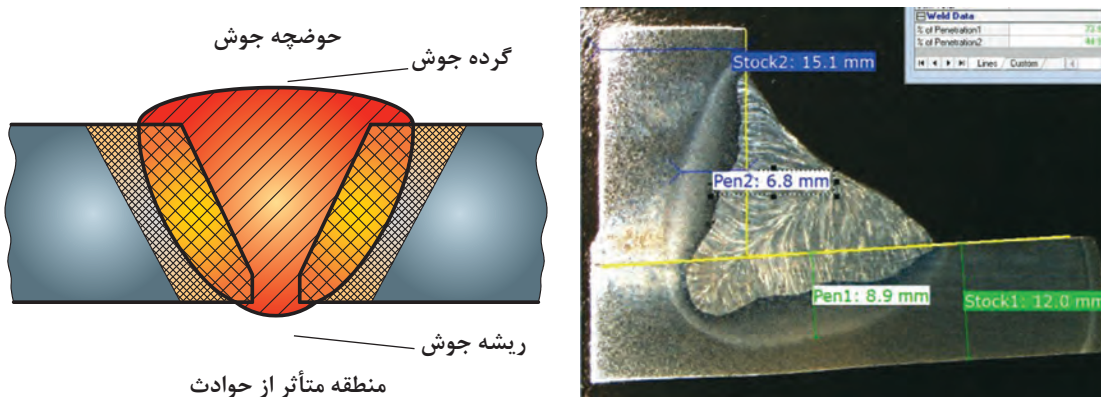 حوضچه جوش
گرده جوش
ریشه جوش
منطقه متأثر از حوادث
Weld Data
% of Penetration1
% of Penetration2
Lines
Custom
Stock2: 15.1 mm
Pen2: 6.8 mm
Pen1: 8.9 mm
Stock1: 12.0 mm